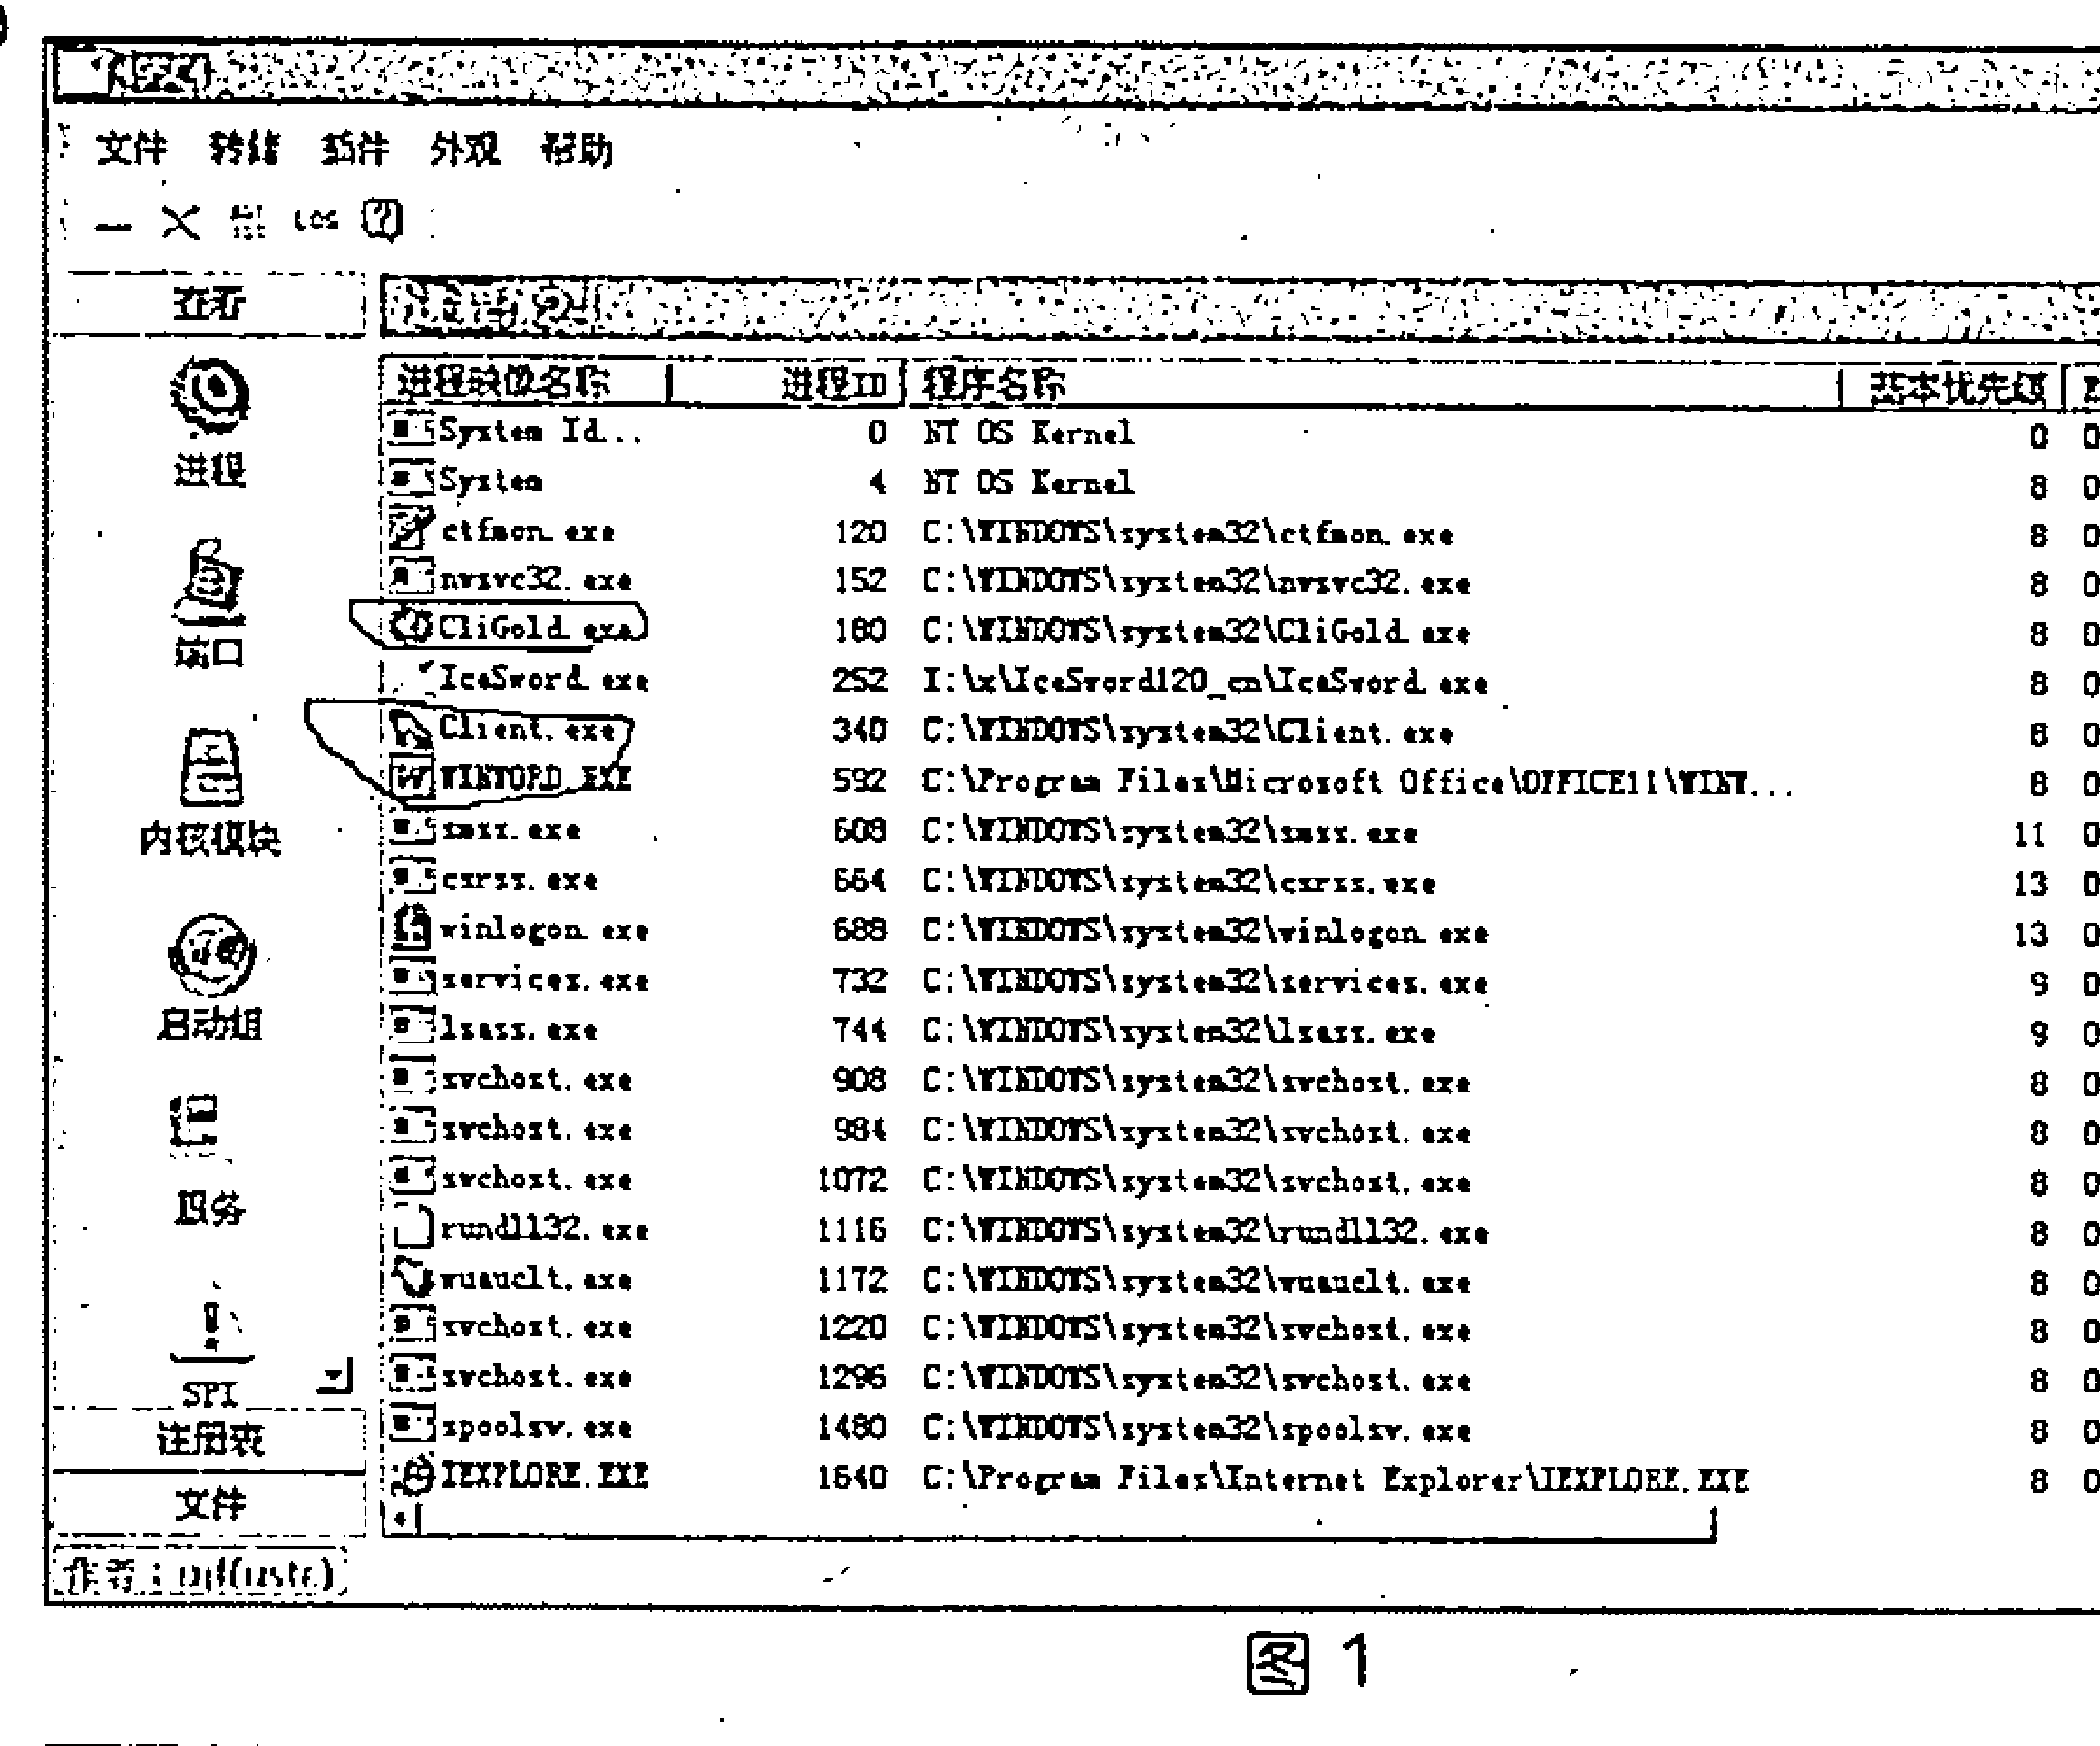 文件 转储 插件 外观 帮助
LOG
查看
进程
端口
内核模块
启动组
服务
SPI
注册表
文件
进程映像名称 进程ID 程序名称 基本优先级
System Id... 0 NT OS Kernel 0 0
System 4 NT OS Kernel 8 0
ctfmon.exe 120 C:\WINDOWS\system32\ctfmon.exe 8 0
nvsvc32.exe 152 C:\WINDOWS\system32\nvsvc32.exe 8 0
CliGold.exe 180 C:\WINDOWS\system32\CliGold.exe 8 0
IceSword.exe 252 I:\x\IceSword120_cn\IceSword.exe 8 0
Client.exe 340 C:\WINDOWS\system32\Client.exe 8 0
WINWORD.EXE 592 C:\Program Files\Microsoft Office\OFFICE11\WINW... 8 0
smss.exe 608 C:\WINDOWS\system32\smss.exe 11 0
csrss.exe 664 C:\WINDOWS\system32\csrss.exe 13 0
winlogon.exe 688 C:\WINDOWS\system32\winlogon.exe 13 0
services.exe 732 C:\WINDOWS\system32\services.exe 9 0
lsass.exe 744 C:\WINDOWS\system32\lsass.exe 9 0
svchost.exe 908 C:\WINDOWS\system32\svchost.exe 8 0
svchost.exe 984 C:\WINDOWS\system32\svchost.exe 8 0
svchost.exe 1072 C:\WINDOWS\system32\svchost.exe 8 0
rundll32.exe 1116 C:\WINDOWS\system32\rundll32.exe 8 0
wuauclt.exe 1172 C:\WINDOWS\system32\wuauclt.exe 8 0
svchost.exe 1220 C:\WINDOWS\system32\svchost.exe 8 0
svchost.exe 1296 C:\WINDOWS\system32\svchost.exe 8 0
spoolsv.exe 1480 C:\WINDOWS\system32\spoolsv.exe 8 0
IEXPLORE.EXE 1640 C:\Program Files\Internet Explorer\IEXPLORE.EXE 8 0
作者：pjf(ustc)
图 1